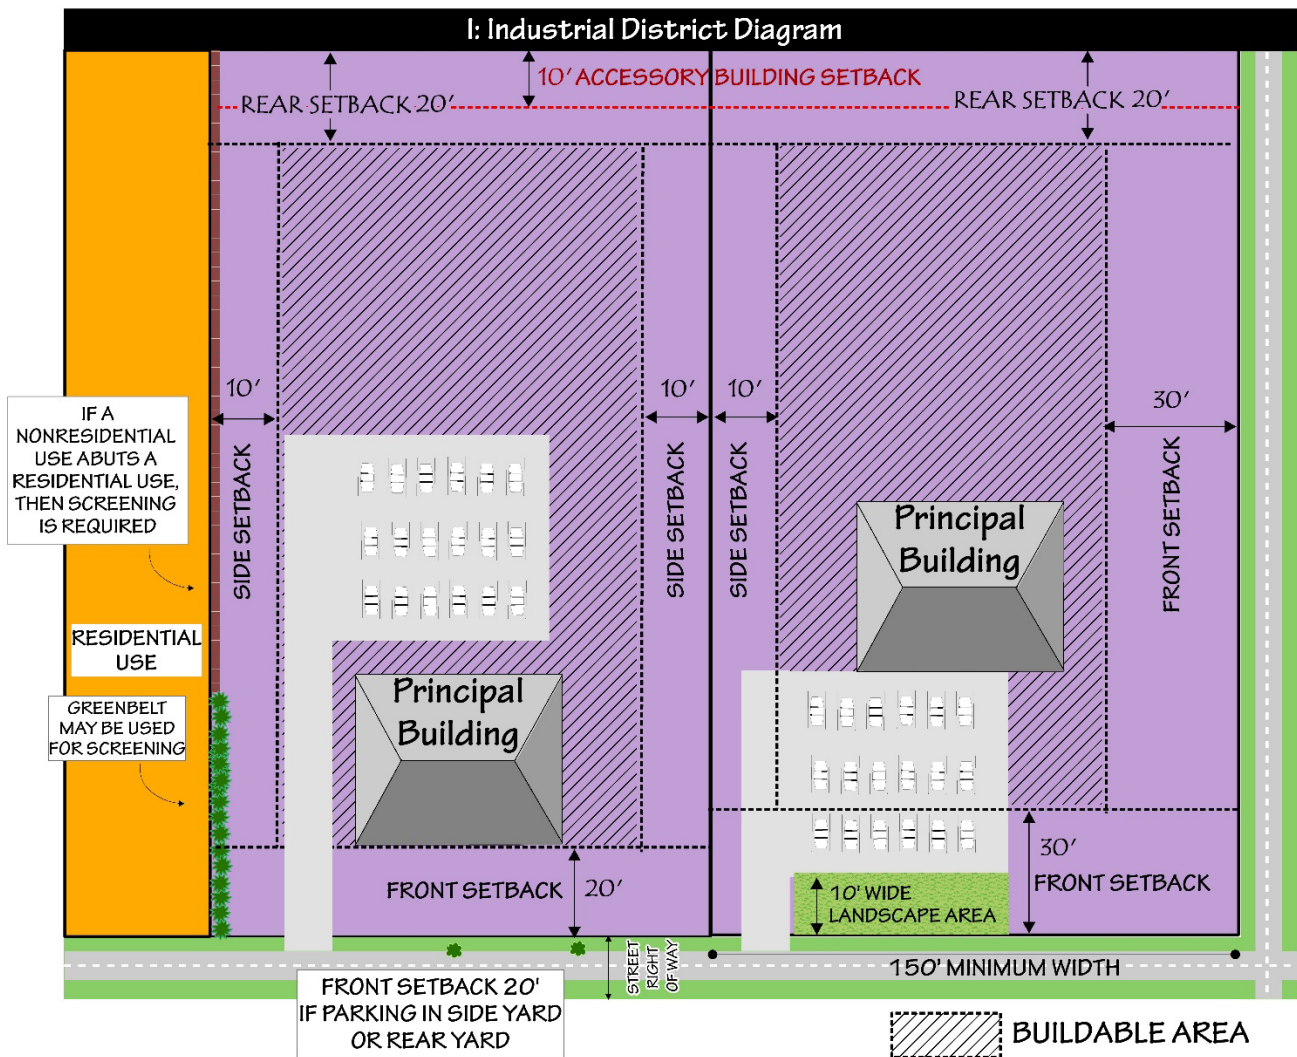 I: Industrial District Diagram
10' ACCESSORY BUILDING SETBACK
REAR SETBACK 20'
REAR SETBACK 20'
10'
10'
10'
30'
IF A
NONRESIDENTIAL
USE ABUTS A
RESIDENTIAL USE,
THEN SCREENING
IS REQUIRED
SIDE SETBACK
SIDE SETBACK
SIDE SETBACK
FRONT SETBACK
Principal
Building
RESIDENTIAL
USE
GREENBELT
MAY BE USED
FOR SCREENING
Principal
Building
FRONT SETBACK
20'
30'
FRONT SETBACK
10' WIDE
LANDSCAPE AREA
STREET
RIGHT
OF WAY
150' MINIMUM WIDTH
FRONT SETBACK 20'
IF PARKING IN SIDE YARD
OR REAR YARD
BUILDABLE AREA